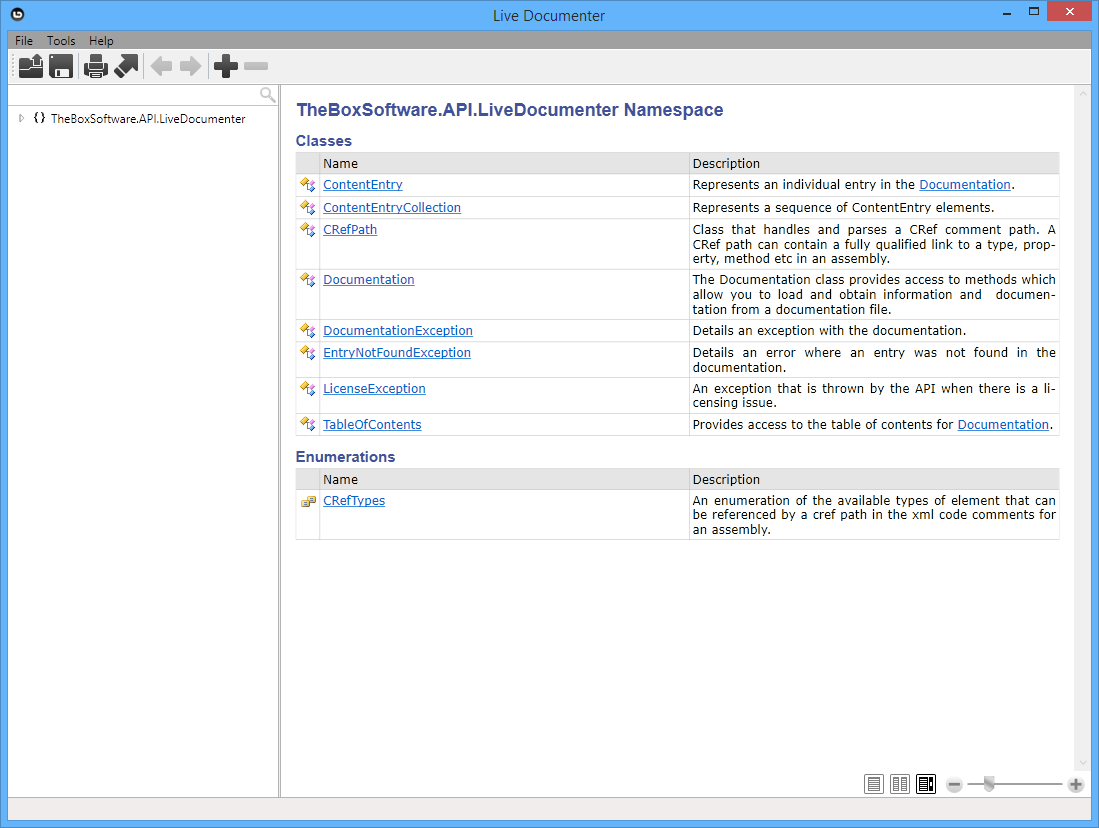 Live Documenter
File Tools Help
{} TheBoxSoftware.API.LiveDocumenter
TheBoxSoftware.API.LiveDocumenter Namespace
Classes
Name Description
ContentEntry Represents an individual entry in the Documentation.
ContentEntryCollection Represents a sequence of ContentEntry elements.
CRefPath Class that handles and parses a CRef comment path. A
CRef path can contain a fully qualified link to a type, prop-
erty, method etc in an assembly.
Documentation The Documentation class provides access to methods which
allow you to load and obtain information and documen-
tation from a documentation file.
DocumentationException Details an exception with the documentation.
EntryNotFoundException Details an error where an entry was not found in the
documentation.
LicenseException An exception that is thrown by the API when there is a li-
censing issue.
TableOfContents Provides access to the table of contents for Documentation.
Enumerations
Name Description
CRefTypes An enumeration of the available types of element that can
be referenced by a cref path in the xml code comments for
an assembly.